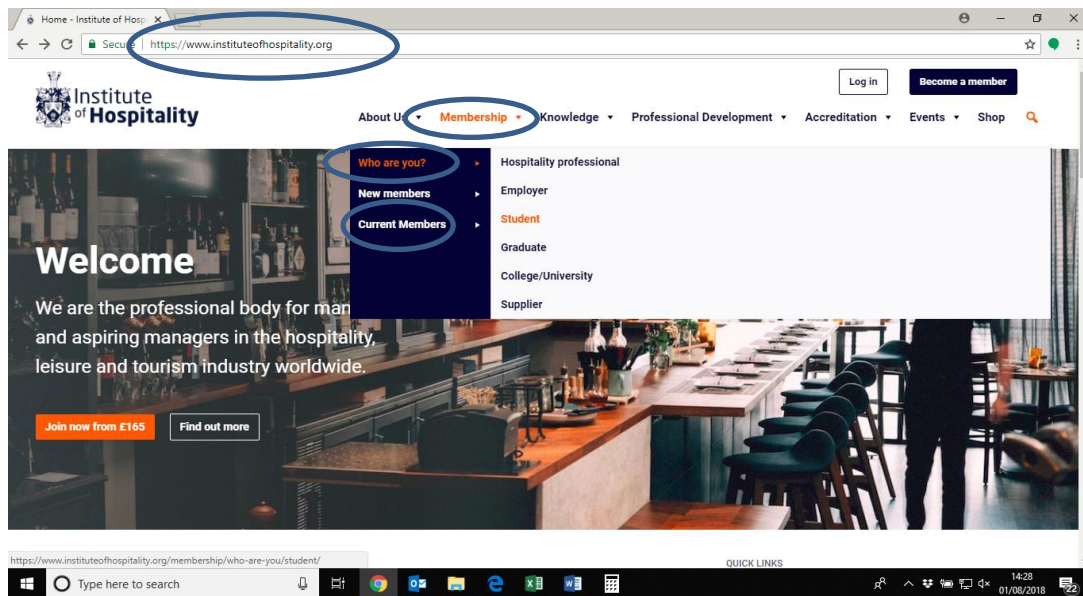 Home - Institute of Hosp
Secure | https://www.instituteofhospitality.org
Institute
of Hospitality
Log in
Become a member
About Us
Membership
Knowledge
Professional Development
Accreditation
Events
Shop
Who are you?
New members
Current Members
Hospitality professional
Employer
Student
Graduate
College/University
Supplier
Welcome
We are the professional body for man
and aspiring managers in the hospitality,
leisure and tourism industry worldwide.
Join now from £165
Find out more
https://www.instituteofhospitality.org/membership/who-are-you/student/
QUICK LINKS
Type here to search
14:28
01/08/2018
22